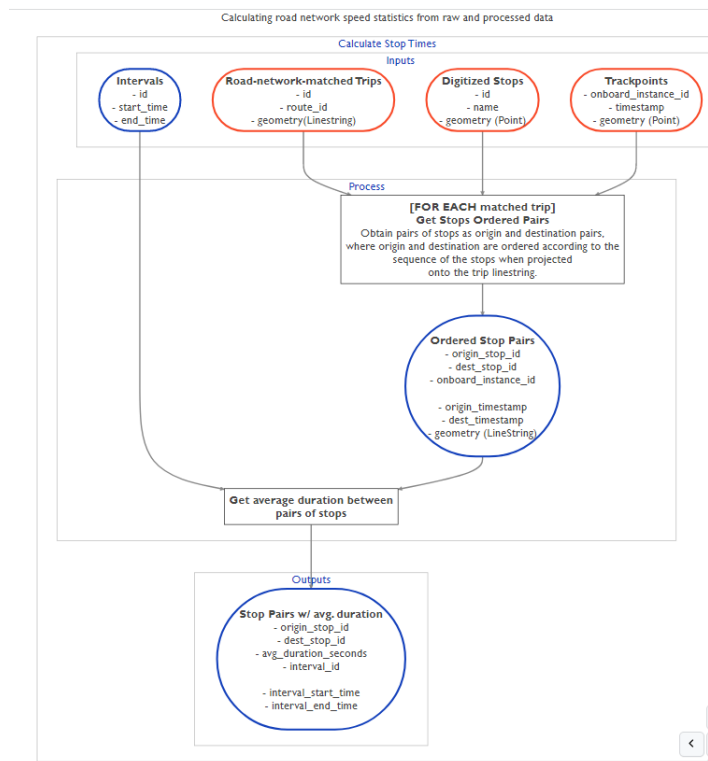 Calculating road network speed statistics from raw and processed data
Calculate Stop Times
Inputs
Intervals
- id
- start_time
- end_time
Road-network-matched Trips
- id
- route_id
- geometry(Linestring)
Digitized Stops
- id
- name
- geometry (Point)
Trackpoints
- onboard_instance_id
- timestamp
- geometry (Point)
Process
[FOR EACH matched trip]
Get Stops Ordered Pairs
Obtain pairs of stops as origin and destination pairs,
where origin and destination are ordered according to the
sequence of the stops when projected
onto the trip linestring.
Ordered Stop Pairs
- origin_stop_id
- dest_stop_id
- onboard_instance_id
- origin_timestamp
- dest_timestamp
- geometry (LineString)
Get average duration between
pairs of stops
Outputs
Stop Pairs w/ avg. duration
- origin_stop_id
- dest_stop_id
- avg_duration_seconds
- interval_id
- interval_start_time
- interval_end_time